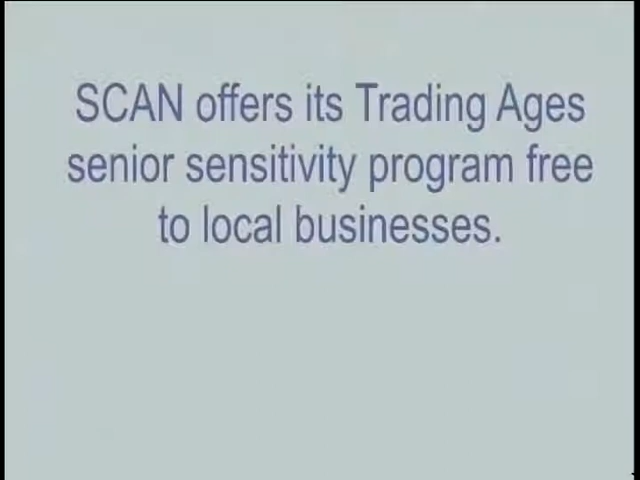 SCAN offers its Trading Ages
senior sensitivity program free
to local businesses.